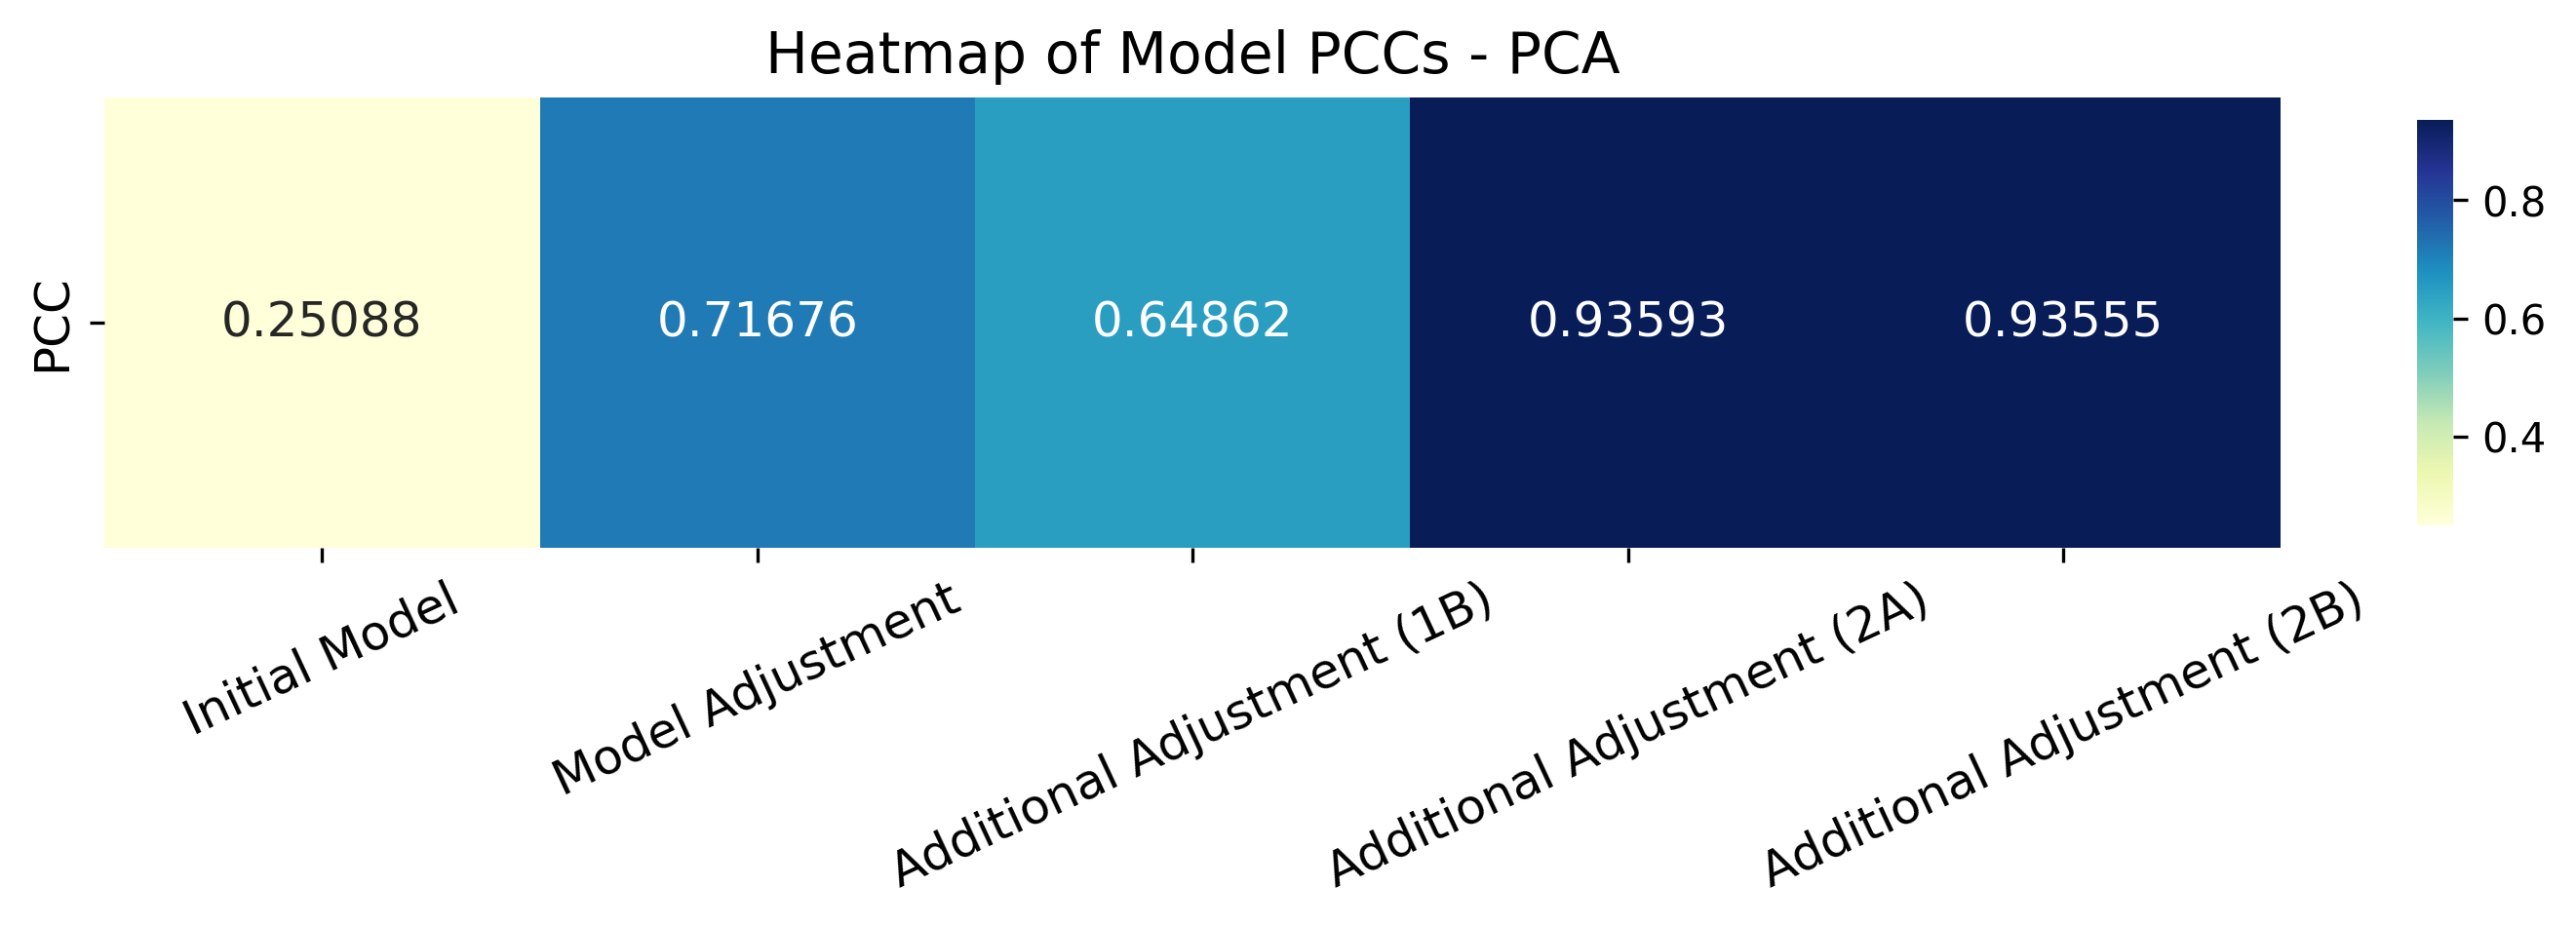 Heatmap of Model PCCs - PCA
PCC
0.25088 0.71676 0.64862 0.93593 0.93555
0.8
0.6
0.4
Initial Model
Model Adjustment
Additional Adjustment (1B)
Additional Adjustment (2A)
Additional Adjustment (2B)